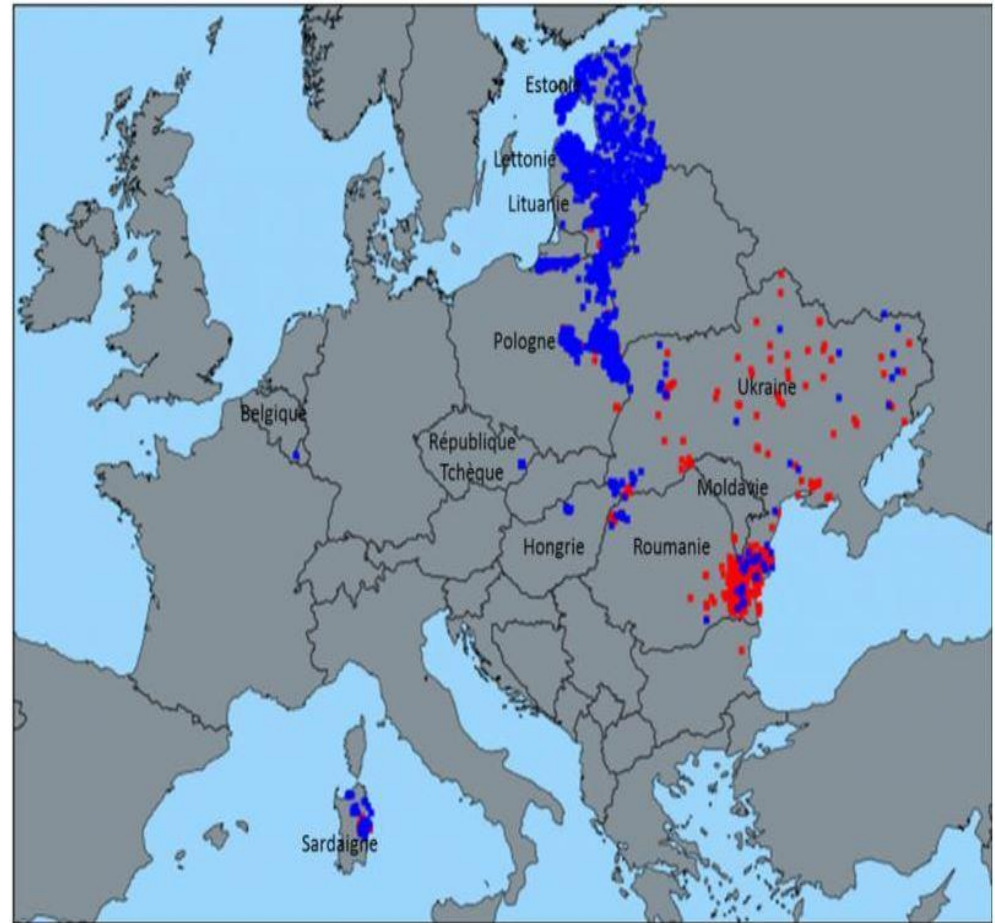 Estonie
Lettonie
Lituanie
Pologne
Ukraine
Belgique
République
Tchèque
Moldavie
Hongrie
Roumanie
Sardaigne